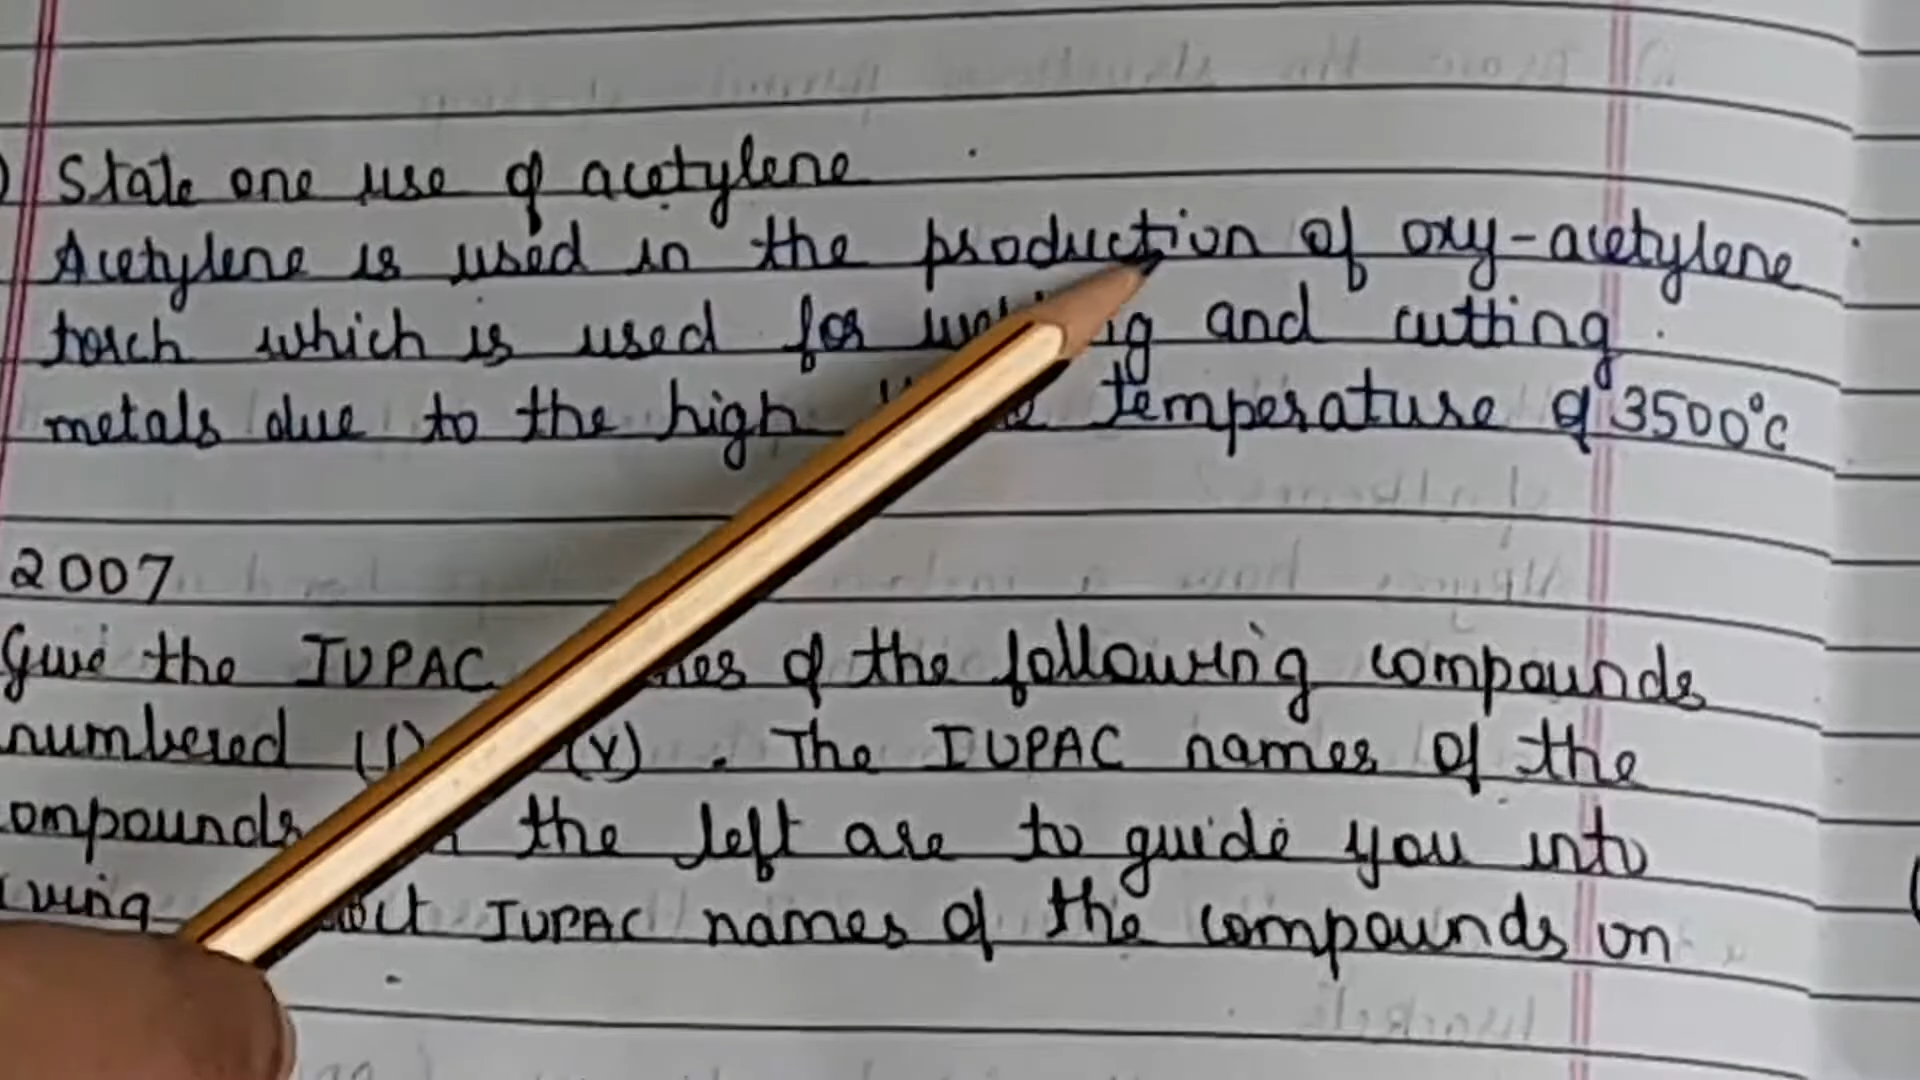 ) State one use of acetylene
Acetylene is used in the production of oxy-acetylene
torch which is used for and cutting
metals due to the high temperature of 3500°C
2007
Give the IUPAC of the following compounds
numbered (i) (v). The IUPAC names of the
ompounds the left are to guide you into
IUPAC names of the compounds on